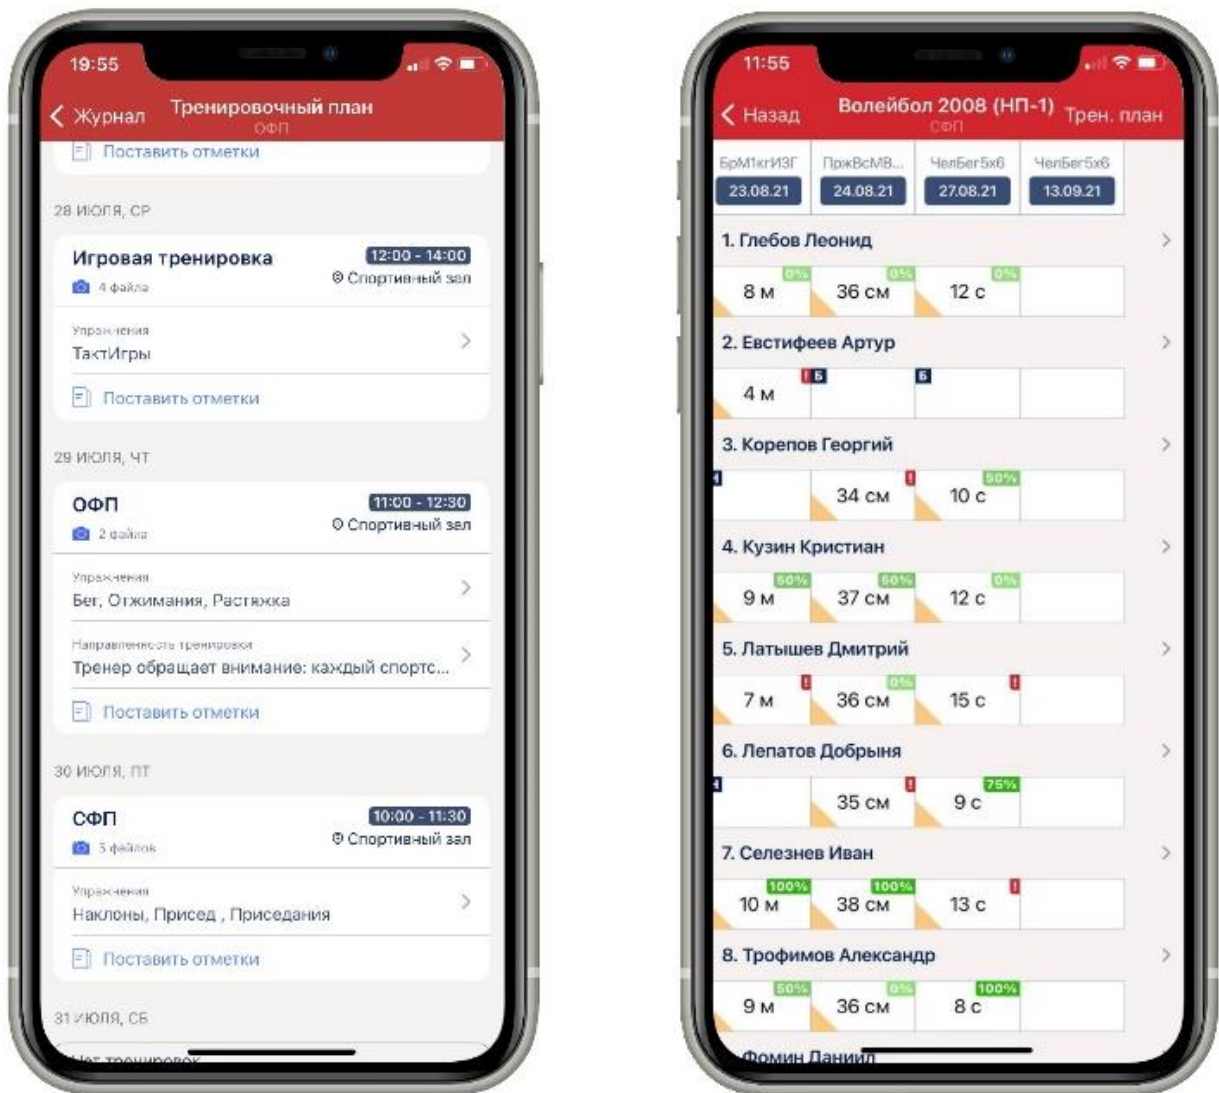 19:55
Журнал
Тренировочный план
ОФП
Поставить отметки
28 ИЮЛЯ, СР
Игровая тренировка
12:00 - 14:00
4 файла
Спортивный зал
Упражнения
ТактИгры
Поставить отметки
29 ИЮЛЯ, ЧТ
ОФП
11:00 - 12:30
2 файла
Спортивный зал
Упражнения
Бег, Отжимания, Растяжка
Направленность тренировки
Тренер обращает внимание: каждый спортс...
Поставить отметки
30 ИЮЛЯ, ПТ
СФП
10:00 - 11:30
файлов
Спортивный зал
Упражнения
Наклоны, Присед , Приседания
Поставить отметки
31 ИЮЛЯ, СБ
Нет тренировок
11:55
Назад
Волейбол 2008 (НП-1)
СФП
Трен. план
БрМ1кгИЗГ ПржВсМВ... ЧелБег5х6 ЧелБег5х6
23.08.21 24.08.21 27.08.21 13.09.21
1. Глебов Леонид
0% 0% 0%
8 м 36 см 12 с
2. Евстифеев Артур
! Б Б
4 м
3. Корепов Георгий
Н ! 50%
34 см 10 с
4. Кузин Кристиан
50% 50% 0%
9 м 37 см 12 с
5. Латышев Дмитрий
! 0% !
7 м 36 см 15 с
6. Лепатов Добрыня
Н ! 75%
35 см 9 с
7. Селезнев Иван
100% 100% !
10 м 38 см 13 с
8. Трофимов Александр
50% 0% 100%
9 м 36 см 8 с
Фомин Даниил